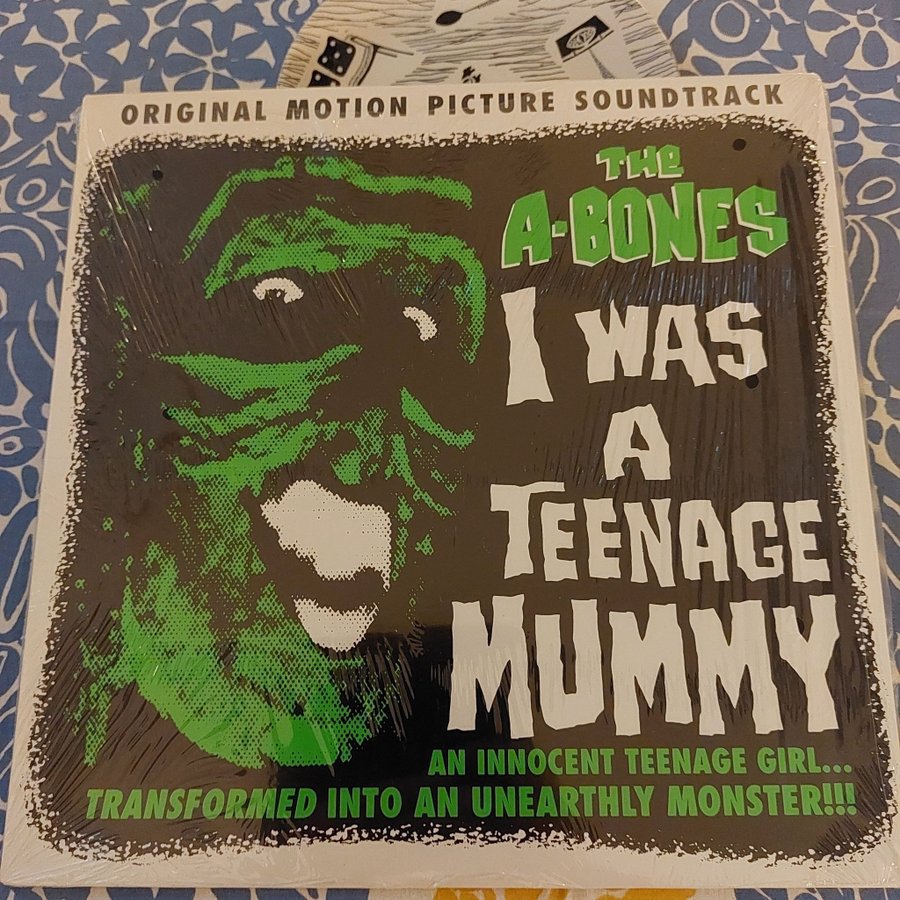 ORIGINAL MOTION PICTURE SOUNDTRACK
THE
A-BONES
I WAS
A
TEENAGE
MUMMY
AN INNOCENT TEENAGE GIRL...
TRANSFORMED INTO AN UNEARTHLY MONSTER!!!